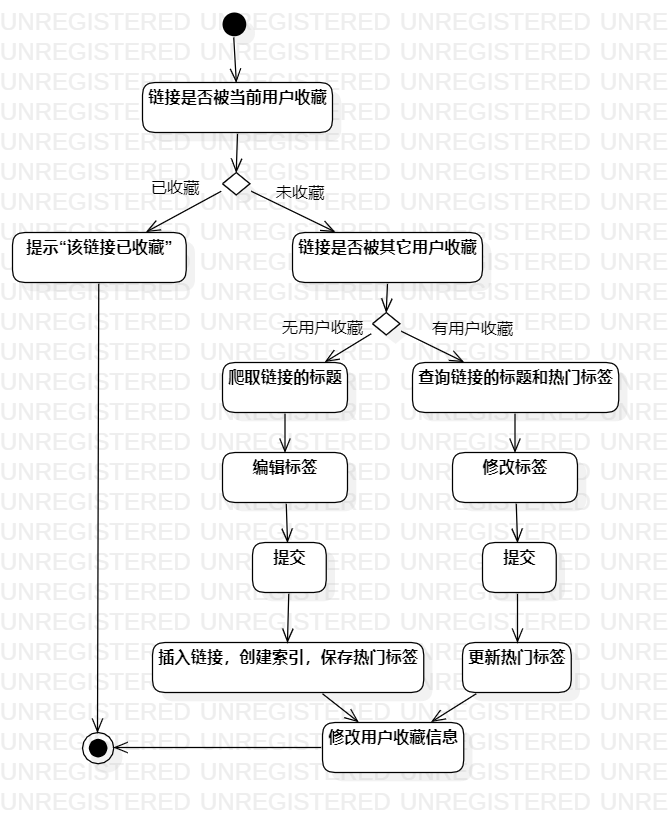 链接是否被当前用户收藏
已收藏
未收藏
提示“该链接已收藏”
链接是否被其它用户收藏
无用户收藏
有用户收藏
爬取链接的标题
查询链接的标题和热门标签
编辑标签
修改标签
提交
提交
插入链接，创建索引，保存热门标签
更新热门标签
修改用户收藏信息
UNREGISTERED UNREGISTERED UNREGISTERED UNRE